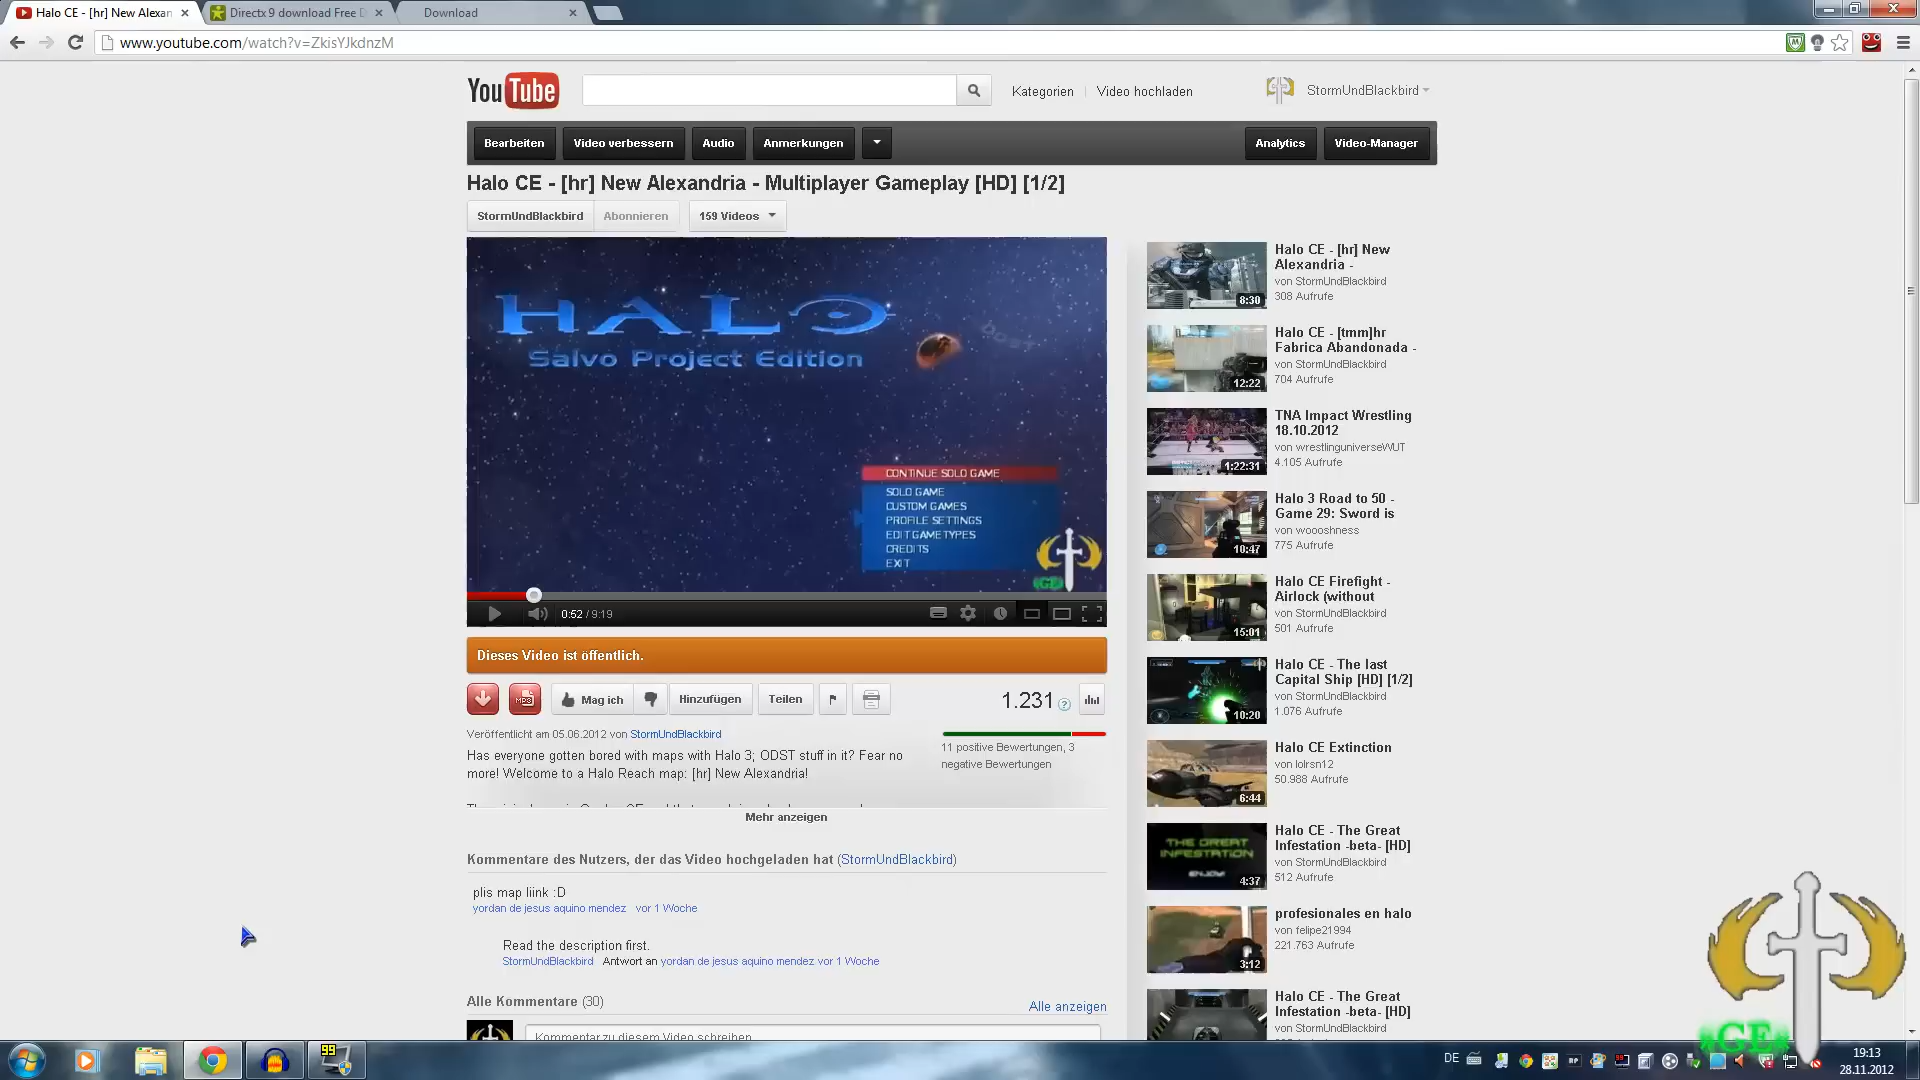 Halo CE - [hr] New Alexan
Directx 9 download Free D
Download
www.youtube.com/watch?v=ZkisYJkdnzM
YouTube
Kategorien
Video hochladen
StormUndBlackbird
Bearbeiten
Video verbessern
Audio
Anmerkungen
Analytics
Video-Manager
Halo CE - [hr] New Alexandria - Multiplayer Gameplay [HD] [1/2]
StormUndBlackbird
Abonnieren
159 Videos
HALO
Salvo Project Edition
CONTINUE SOLO GAME
SOLO GAME
CUSTOM GAMES
PROFILE SETTINGS
EDIT GAMETYPES
CREDITS
EXIT
GE
0:52 / 9:19
Dieses Video ist öffentlich.
MP3
Mag ich
Hinzufügen
Teilen
1.231
Veröffentlicht am 05.06.2012 von StormUndBlackbird
Has everyone gotten bored with maps with Halo 3; ODST stuff in it? Fear no
more! Welcome to a Halo Reach map: [hr] New Alexandria!
11 positive Bewertungen, 3
negative Bewertungen
Mehr anzeigen
Kommentare des Nutzers, der das Video hochgeladen hat (StormUndBlackbird)
plis map liink :D
yordan de jesus aquino mendez vor 1 Woche
Read the description first.
StormUndBlackbird Antwort an yordan de jesus aquino mendez vor 1 Woche
Alle Kommentare (30)
Alle anzeigen
Kommentar zu diesem Video schreiben
Halo CE - [hr] New
Alexandria -
von StormUndBlackbird
308 Aufrufe
8:30
Halo CE - [tmm]hr
Fabrica Abandonada -
von StormUndBlackbird
704 Aufrufe
12:22
TNA Impact Wrestling
18.10.2012
von wrestlinguniverseWUT
4.105 Aufrufe
1:22:31
Halo 3 Road to 50 -
Game 29: Sword is
von woooshness
775 Aufrufe
10:47
Halo CE Firefight -
Airlock (without
von StormUndBlackbird
501 Aufrufe
15:01
Halo CE - The last
Capital Ship [HD] [1/2]
von StormUndBlackbird
1.076 Aufrufe
10:20
Halo CE Extinction
von lolrsn12
50.988 Aufrufe
6:44
Halo CE - The Great
Infestation -beta- [HD]
von StormUndBlackbird
512 Aufrufe
THE GREAT
INFESTATION
ENJOY!
4:37
profesionales en halo
von felipe21994
221.763 Aufrufe
3:12
Halo CE - The Great
Infestation -beta- [HD]
von StormUndBlackbird
*GE*
99
DE
19:13
28.11.2012